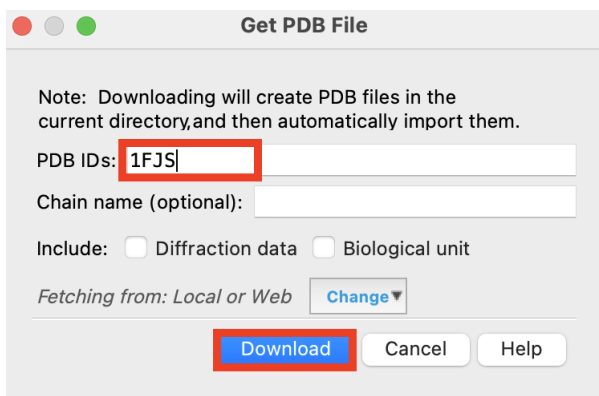 Get PDB File
Note: Downloading will create PDB files in the
current directory,and then automatically import them.
PDB IDs: 1FJS
Chain name (optional):
Include: Diffraction data Biological unit
Fetching from: Local or Web Change
Download Cancel Help